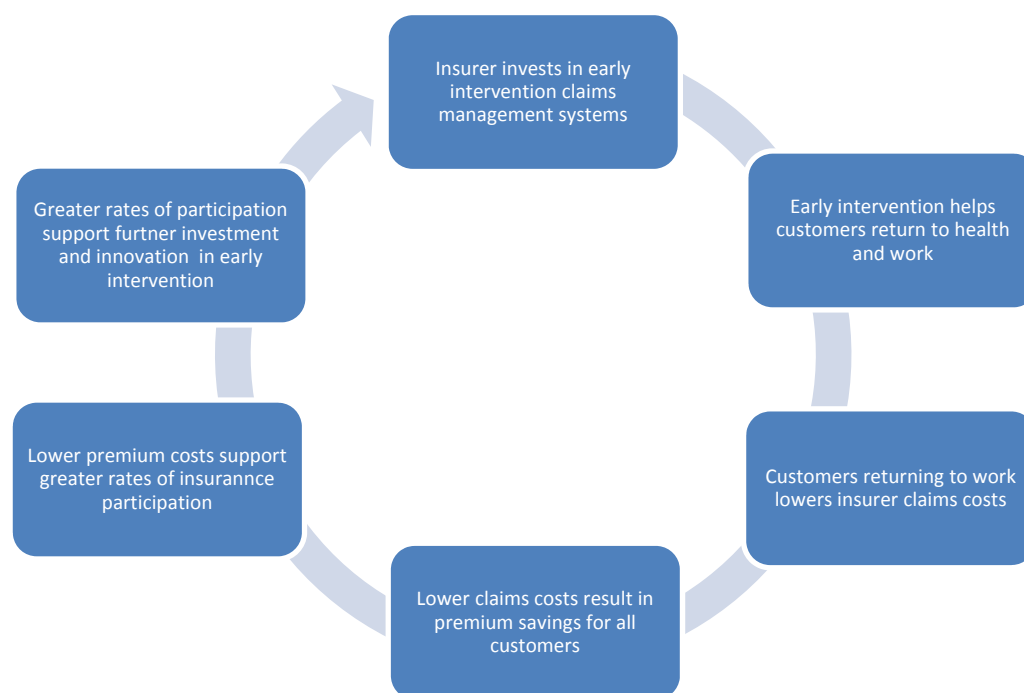 Insurer invests in early
intervention claims
management systems
Early intervention helps
customers return to health
and work
Customers returning to work
lowers insurer claims costs
Lower claims costs result in
premium savings for all
customers
Lower premium costs support
greater rates of insurannce
participation
Greater rates of participation
support furtner investment
and innovation in early
intervention